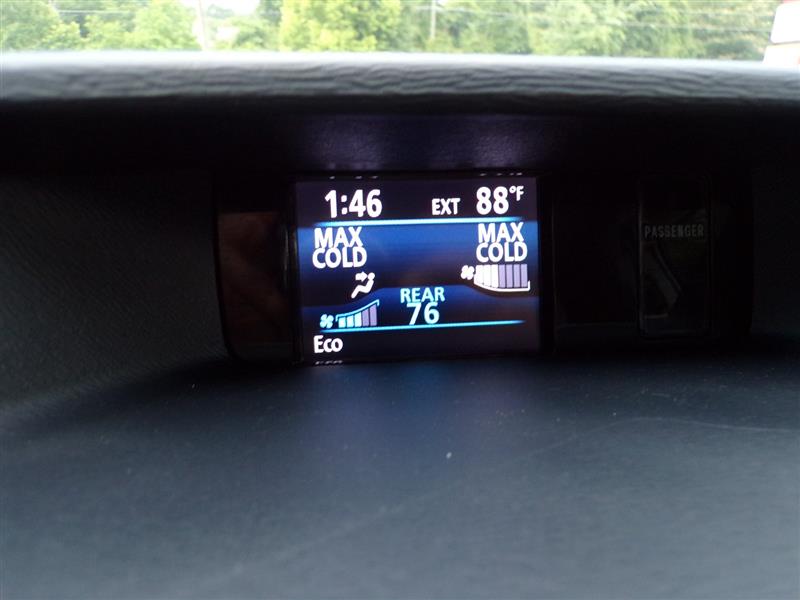 1:46 EXT 88°F
MAX COLD
MAX COLD
REAR
76
Eco
PASSENGER